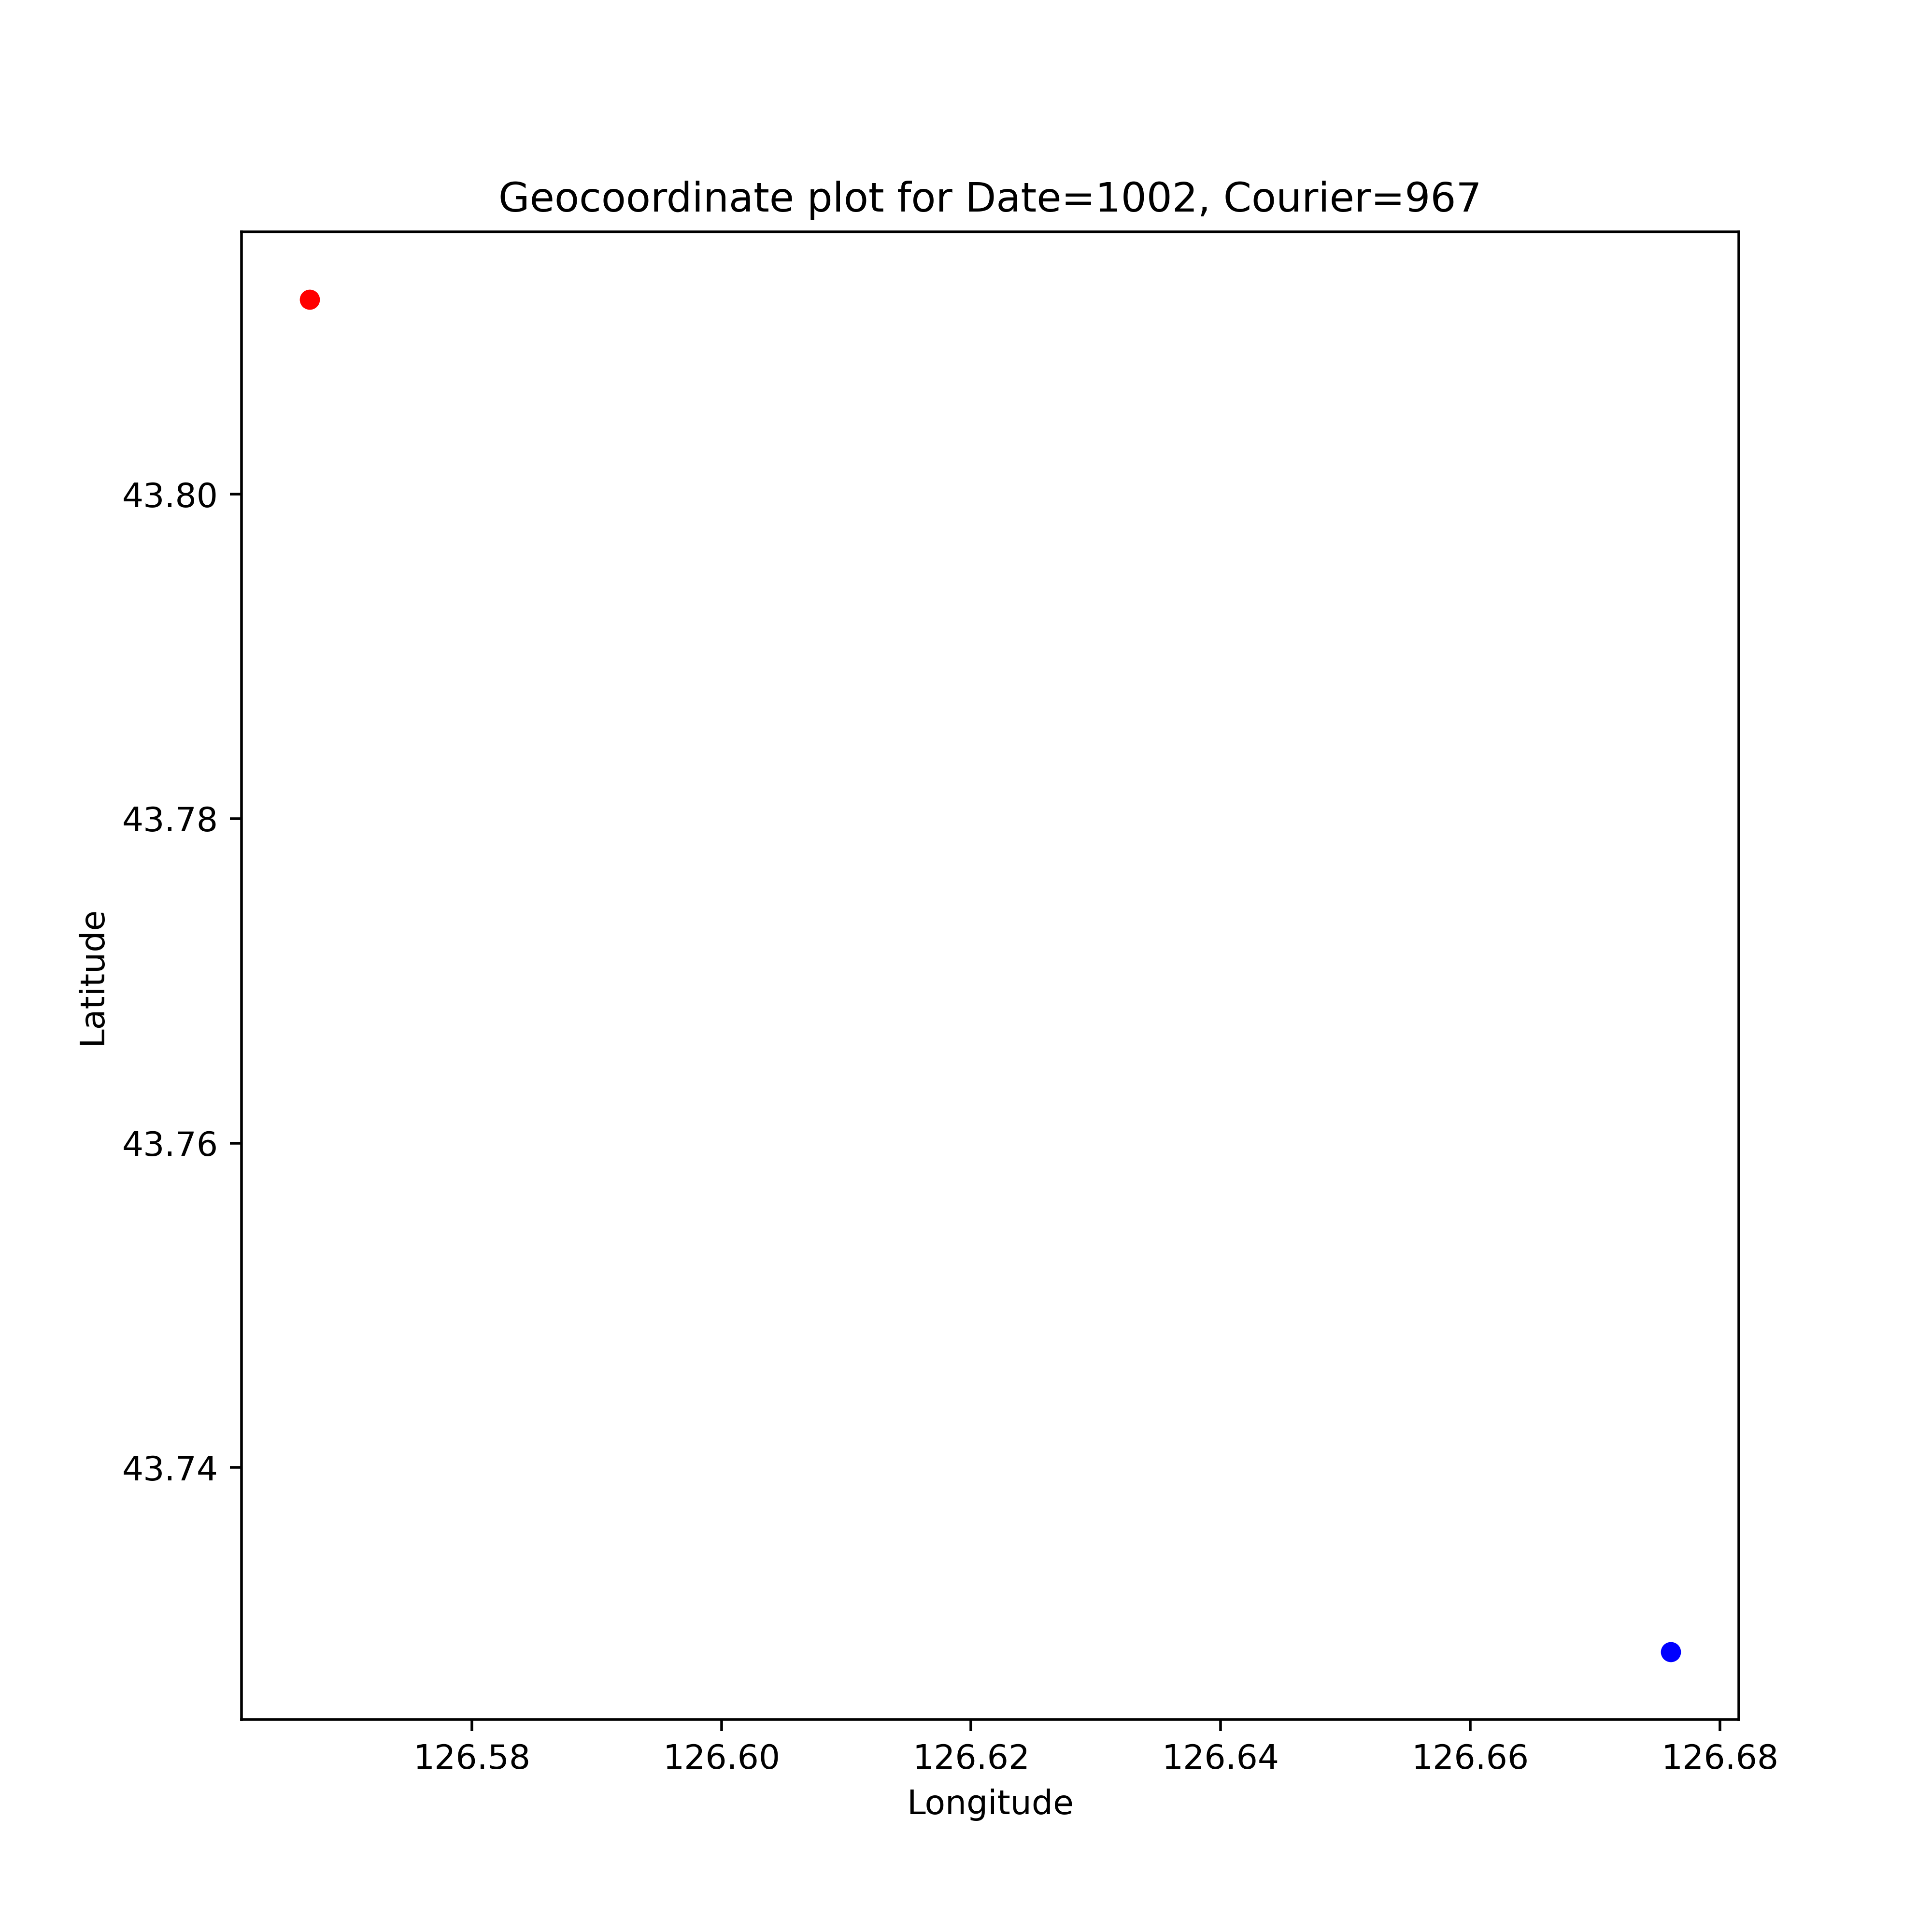 Geocoordinate plot for Date=1002, Courier=967
43.80
43.78
43.76
43.74
Latitude
126.58 126.60 126.62 126.64 126.66 126.68
Longitude